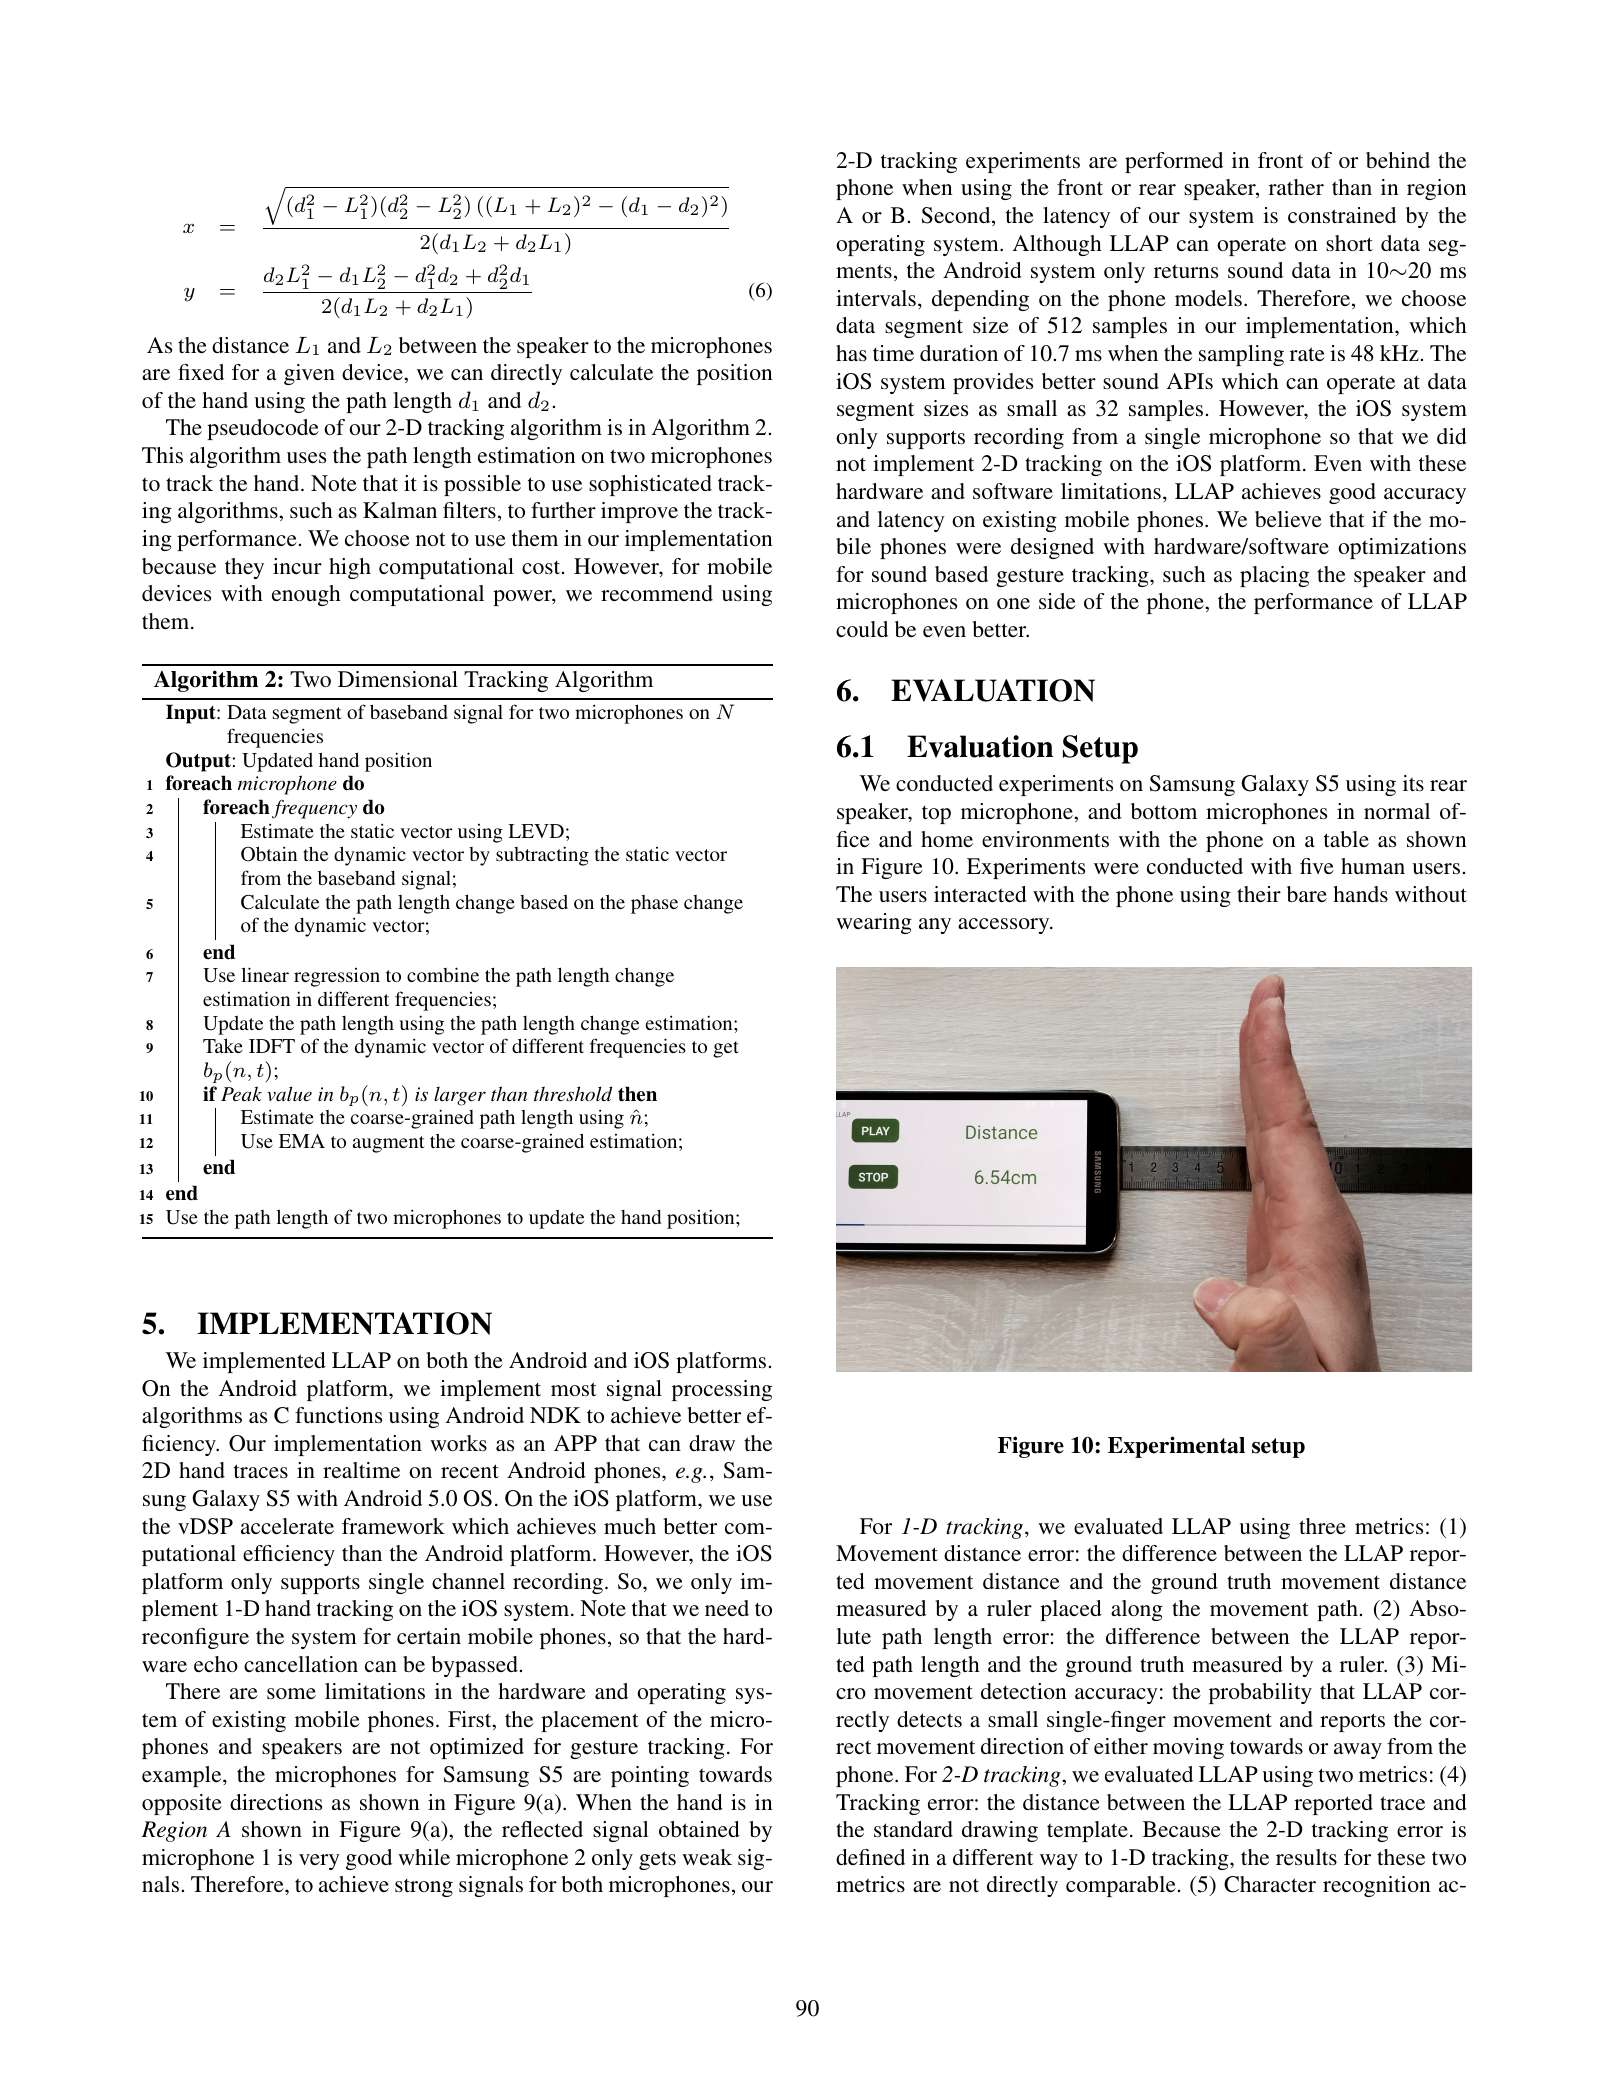 x = \frac{\sqrt{(d_1^2 - L_1^2)(d_2^2 - L_2^2)((L_1 + L_2)^2 - (d_1 - d_2)^2)}}{2(d_1L_2 + d_2L_1)}
y = \frac{d_2L_1^2 - d_1L_2^2 - d_1^2d_2 + d_2^2d_1}{2(d_1L_2 + d_2L_1)} (6)
As the distance L_1 and L_2 between the speaker to the microphones
are fixed for a given device, we can directly calculate the position
of the hand using the path length d_1 and d_2.
The pseudocode of our 2-D tracking algorithm is in Algorithm 2.
This algorithm uses the path length estimation on two microphones
to track the hand. Note that it is possible to use sophisticated track-
ing algorithms, such as Kalman filters, to further improve the track-
ing performance. We choose not to use them in our implementation
because they incur high computational cost. However, for mobile
devices with enough computational power, we recommend using
them.
Algorithm 2: Two Dimensional Tracking Algorithm
Input: Data segment of baseband signal for two microphones on N
frequencies
Output: Updated hand position
1 foreach microphone do
2 foreach frequency do
3 Estimate the static vector using LEVD;
4 Obtain the dynamic vector by subtracting the static vector
from the baseband signal;
5 Calculate the path length change based on the phase change
of the dynamic vector;
6 end
7 Use linear regression to combine the path length change
estimation in different frequencies;
8 Update the path length using the path length change estimation;
9 Take IDFT of the dynamic vector of different frequencies to get
b_p(n, t);
10 if Peak value in b_p(n, t) is larger than threshold then
11 Estimate the coarse-grained path length using n̂;
12 Use EMA to augment the coarse-grained estimation;
13 end
14 end
15 Use the path length of two microphones to update the hand position;
5. IMPLEMENTATION
We implemented LLAP on both the Android and iOS platforms.
On the Android platform, we implement most signal processing
algorithms as C functions using Android NDK to achieve better ef-
ficiency. Our implementation works as an APP that can draw the
2D hand traces in realtime on recent Android phones, e.g., Sam-
sung Galaxy S5 with Android 5.0 OS. On the iOS platform, we use
the vDSP accelerate framework which achieves much better com-
putational efficiency than the Android platform. However, the iOS
platform only supports single channel recording. So, we only im-
plement 1-D hand tracking on the iOS system. Note that we need to
reconfigure the system for certain mobile phones, so that the hard-
ware echo cancellation can be bypassed.
There are some limitations in the hardware and operating sys-
tem of existing mobile phones. First, the placement of the micro-
phones and speakers are not optimized for gesture tracking. For
example, the microphones for Samsung S5 are pointing towards
opposite directions as shown in Figure 9(a). When the hand is in
Region A shown in Figure 9(a), the reflected signal obtained by
microphone 1 is very good while microphone 2 only gets weak sig-
nals. Therefore, to achieve strong signals for both microphones, our
2-D tracking experiments are performed in front of or behind the
phone when using the front or rear speaker, rather than in region
A or B. Second, the latency of our system is constrained by the
operating system. Although LLAP can operate on short data seg-
ments, the Android system only returns sound data in 10∼20 ms
intervals, depending on the phone models. Therefore, we choose
data segment size of 512 samples in our implementation, which
has time duration of 10.7 ms when the sampling rate is 48 kHz. The
iOS system provides better sound APIs which can operate at data
segment sizes as small as 32 samples. However, the iOS system
only supports recording from a single microphone so that we did
not implement 2-D tracking on the iOS platform. Even with these
hardware and software limitations, LLAP achieves good accuracy
and latency on existing mobile phones. We believe that if the mo-
bile phones were designed with hardware/software optimizations
for sound based gesture tracking, such as placing the speaker and
microphones on one side of the phone, the performance of LLAP
could be even better.
6. EVALUATION
6.1 Evaluation Setup
We conducted experiments on Samsung Galaxy S5 using its rear
speaker, top microphone, and bottom microphones in normal of-
fice and home environments with the phone on a table as shown
in Figure 10. Experiments were conducted with five human users.
The users interacted with the phone using their bare hands without
wearing any accessory.
LLAP
PLAY Distance
STOP 6.54cm
SAMSUNG
1 2 3 4 5
Figure 10: Experimental setup
For 1-D tracking, we evaluated LLAP using three metrics: (1)
Movement distance error: the difference between the LLAP repor-
ted movement distance and the ground truth movement distance
measured by a ruler placed along the movement path. (2) Abso-
lute path length error: the difference between the LLAP repor-
ted path length and the ground truth measured by a ruler. (3) Mi-
cro movement detection accuracy: the probability that LLAP cor-
rectly detects a small single-finger movement and reports the cor-
rect movement direction of either moving towards or away from the
phone. For 2-D tracking, we evaluated LLAP using two metrics: (4)
Tracking error: the distance between the LLAP reported trace and
the standard drawing template. Because the 2-D tracking error is
defined in a different way to 1-D tracking, the results for these two
metrics are not directly comparable. (5) Character recognition ac-
90